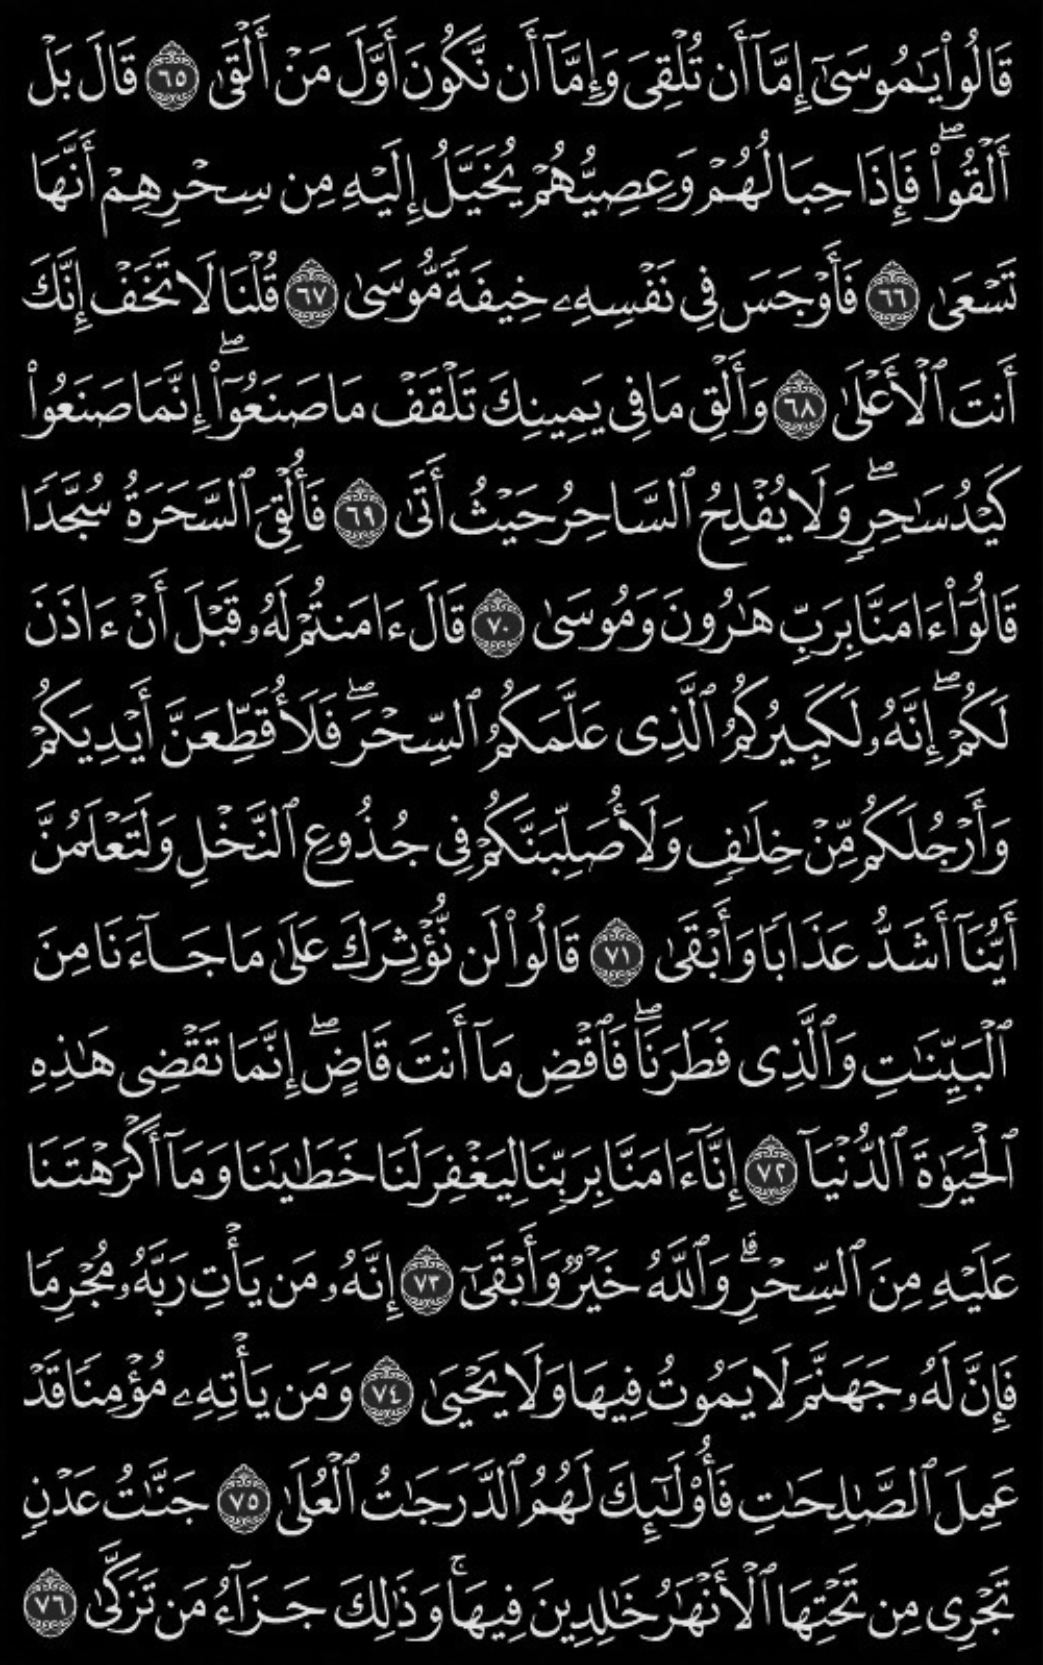 قَالُوا۟ يَـٰمُوسَىٰٓ إِمَّآ أَن تُلْقِىَ وَإِمَّآ أَن نَّكُونَ أَوَّلَ مَنْ أَلْقَىٰ ٦٥ قَالَ بَلْ
أَلْقُوا۟ ۖ فَإِذَا حِبَالُهُمْ وَعِصِيُّهُمْ يُخَيَّلُ إِلَيْهِ مِن سِحْرِهِمْ أَنَّهَا
تَسْعَىٰ ٦٦ فَأَوْجَسَ فِى نَفْسِهِۦ خِيفَةً مُّوسَىٰ ٦٧ قُلْنَا لَا تَخَفْ إِنَّكَ
أَنتَ ٱلْأَعْلَىٰ ٦٨ وَأَلْقِ مَا فِى يَمِينِكَ تَلْقَفْ مَا صَنَعُوٓا۟ ۖ إِنَّمَا صَنَعُوا۟
كَيْدُ سَـٰحِرٍ ۖ وَلَا يُفْلِحُ ٱلسَّاحِرُ حَيْثُ أَتَىٰ ٦٩ فَأُلْقِىَ ٱلسَّحَرَةُ سُجَّدًا
قَالُوٓا۟ ءَامَنَّا بِرَبِّ هَـٰرُونَ وَمُوسَىٰ ٧٠ قَالَ ءَامَنتُمْ لَهُۥ قَبْلَ أَنْ ءَاذَنَ
لَكُمْ ۖ إِنَّهُۥ لَكَبِيرُكُمُ ٱلَّذِى عَلَّمَكُمُ ٱلسِّحْرَ ۖ فَلَأُقَطِّعَنَّ أَيْدِيَكُمْ
وَأَرْجُلَكُم مِّنْ خِلَـٰفٍ وَلَأُصَلِّبَنَّكُمْ فِى جُذُوعِ ٱلنَّخْلِ وَلَتَعْلَمُنَّ
أَيُّنَآ أَشَدُّ عَذَابًا وَأَبْقَىٰ ٧١ قَالُوا۟ لَن نُّؤْثِرَكَ عَلَىٰ مَا جَآءَنَا مِنَ
ٱلْبَيِّنَـٰتِ وَٱلَّذِى فَطَرَنَا ۖ فَٱقْضِ مَآ أَنتَ قَاضٍ ۖ إِنَّمَا تَقْضِى هَـٰذِهِ
ٱلْحَيَوٰةَ ٱلدُّنْيَآ ٧٢ إِنَّآ ءَامَنَّا بِرَبِّنَا لِيَغْفِرَ لَنَا خَطَـٰيَـٰنَا وَمَآ أَكْرَهْتَنَا
عَلَيْهِ مِنَ ٱلسِّحْرِ ۗ وَٱللَّهُ خَيْرٌ وَأَبْقَىٰٓ ٧٣ إِنَّهُۥ مَن يَأْتِ رَبَّهُۥ مُجْرِمًا
فَإِنَّ لَهُۥ جَهَنَّمَ لَا يَمُوتُ فِيهَا وَلَا يَحْيَىٰ ٧٤ وَمَن يَأْتِهِۦ مُؤْمِنًا قَدْ
عَمِلَ ٱلصَّـٰلِحَـٰتِ فَأُو۟لَـٰٓئِكَ لَهُمُ ٱلدَّرَجَـٰتُ ٱلْعُلَىٰ ٧٥ جَنَّـٰتُ عَدْنٍ
تَجْرِى مِن تَحْتِهَا ٱلْأَنْهَـٰرُ خَـٰلِدِينَ فِيهَا ۚ وَذَٰلِكَ جَزَآءُ مَن تَزَكَّىٰ ٧٦